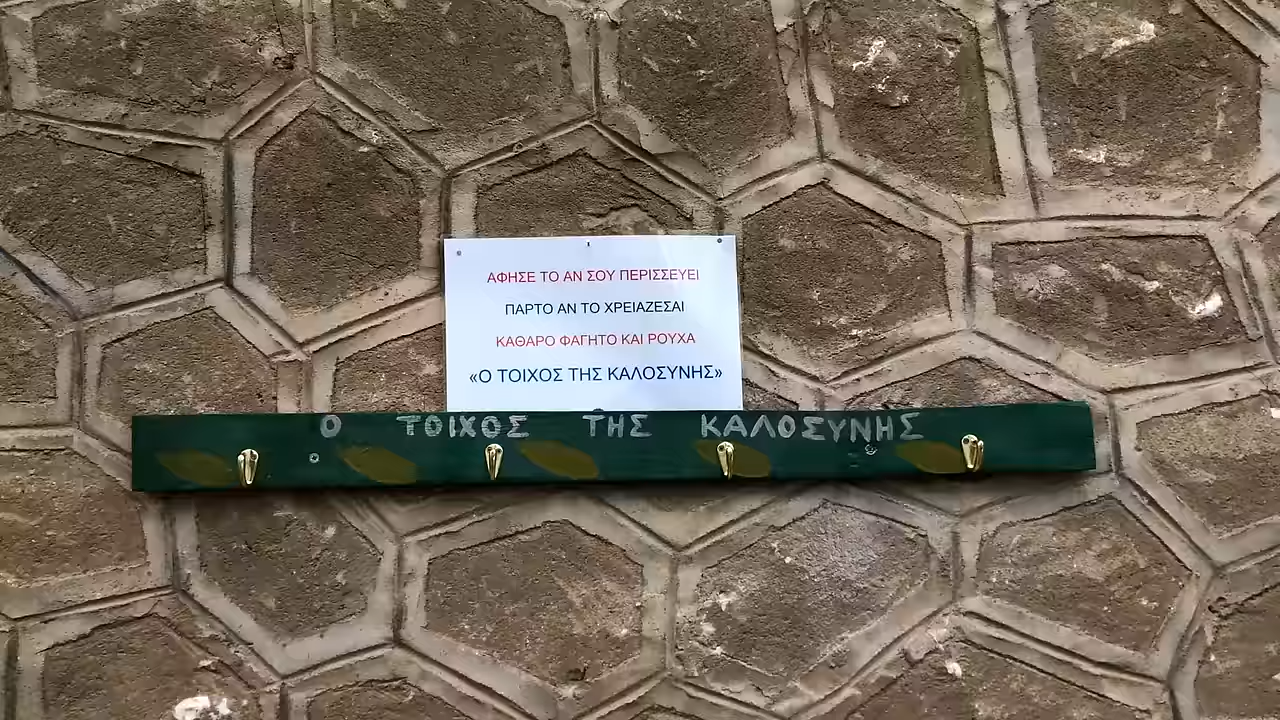 ΑΦΗΣΕ ΤΟ ΑΝ ΣΟΥ ΠΕΡΙΣΣΕΥΕΙ
ΠΑΡΤΟ ΑΝ ΤΟ ΧΡΕΙΑΖΕΣΑΙ
ΚΑΘΑΡΟ ΦΑΓΗΤΟ ΚΑΙ ΡΟΥΧΑ
«Ο ΤΟΙΧΟΣ ΤΗΣ ΚΑΛΟΣΥΝΗΣ»
Ο ΤΟΙΧΟΣ ΤΗΣ ΚΑΛΟΣΥΝΗΣ